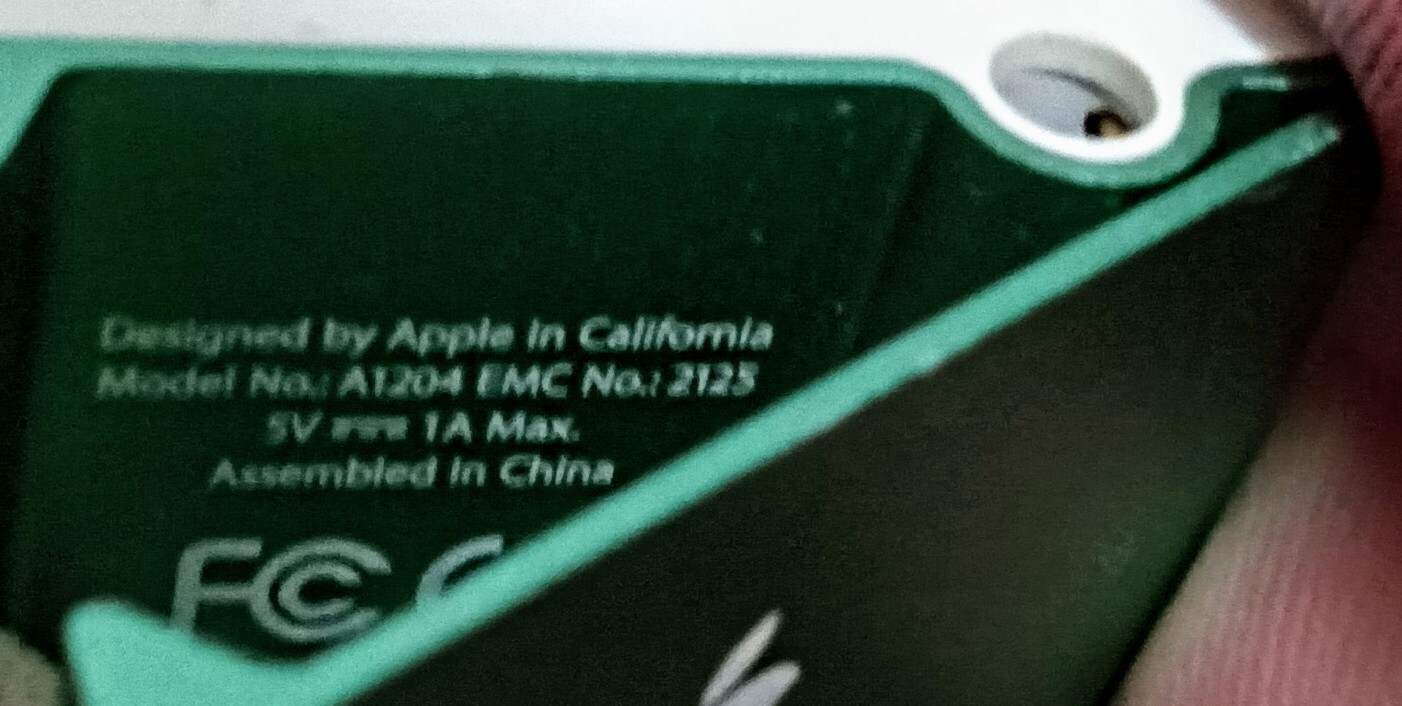 Designed by Apple in California
Model No.: A1204 EMC No.: 2125
5V ⎓ 1A Max.
Assembled in China
FC C